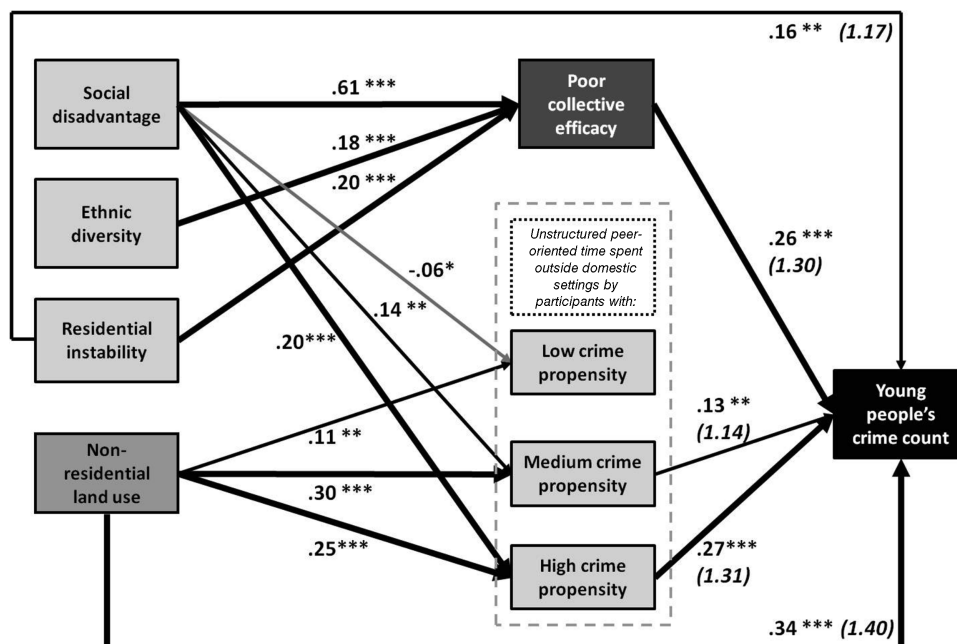 .16 ** (1.17)
Social
disadvantage
.61 ***
Poor
collective
efficacy
.18 ***
.20 ***
Ethnic
diversity
Unstructured peer-
oriented time spent
outside domestic
settings by
participants with:
.26 ***
(1.30)
-.06*
.14 **
Residential
instability
.20***
Low crime
propensity
Young
people's
crime count
.13 **
(1.14)
.11 **
Non-
residential
land use
Medium crime
propensity
.30 ***
.25***
High crime
propensity
.27***
(1.31)
.34 *** (1.40)